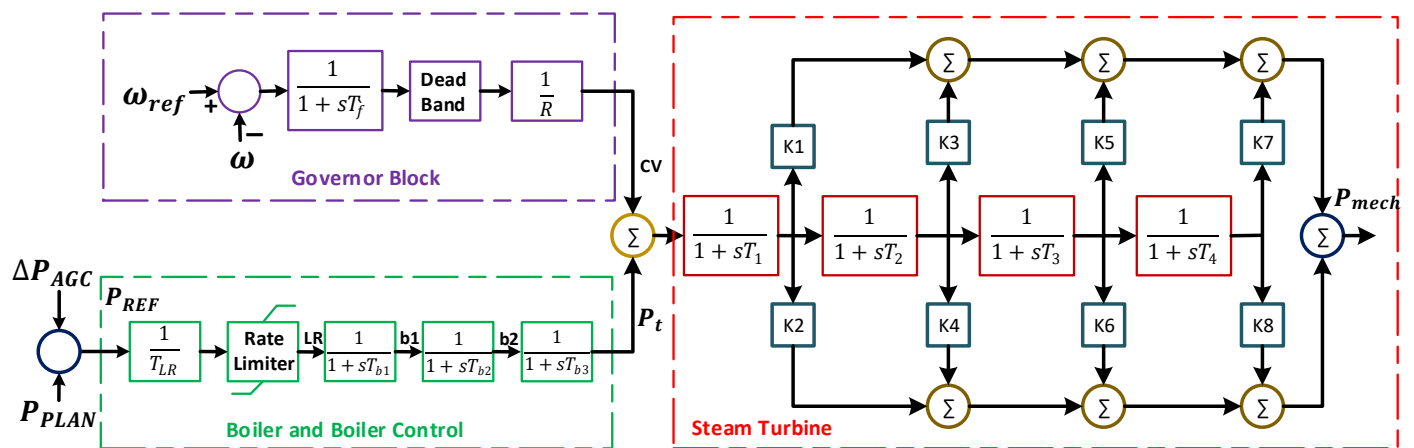 ω_ref
+
−
ω
1
1 + sT_f
Dead
Band
1
R
Governor Block
CV
Σ
ΔP_AGC
P_PLAN
P_REF
1
T_LR
Rate
Limiter
LR
1
1 + sT_b1
b1
1
1 + sT_b2
b2
1
1 + sT_b3
P_t
Boiler and Boiler Control
1
1 + sT_1
1
1 + sT_2
1
1 + sT_3
1
1 + sT_4
K1
K3
K5
K7
K2
K4
K6
K8
Σ
Σ
Σ
Σ
Σ
Σ
Σ
P_mech
Steam Turbine